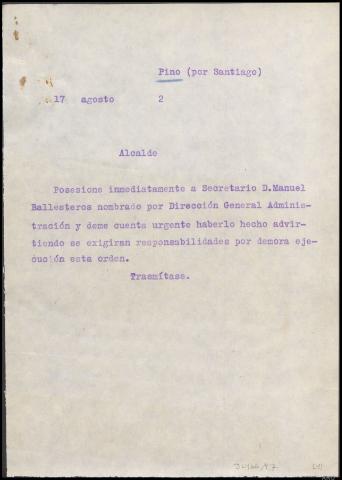 Pino (por Santiago)
17 agosto 2
Alcalde
Posesione inmediatamente a Secretario D.Manuel
Ballesteros nombrado por Dirección General Adminis-
tración y deme cuenta urgente haberlo hecho advir-
tiendo se exigiran responsabilidades por demora eje-
cución esta orden.
Trasmítase.